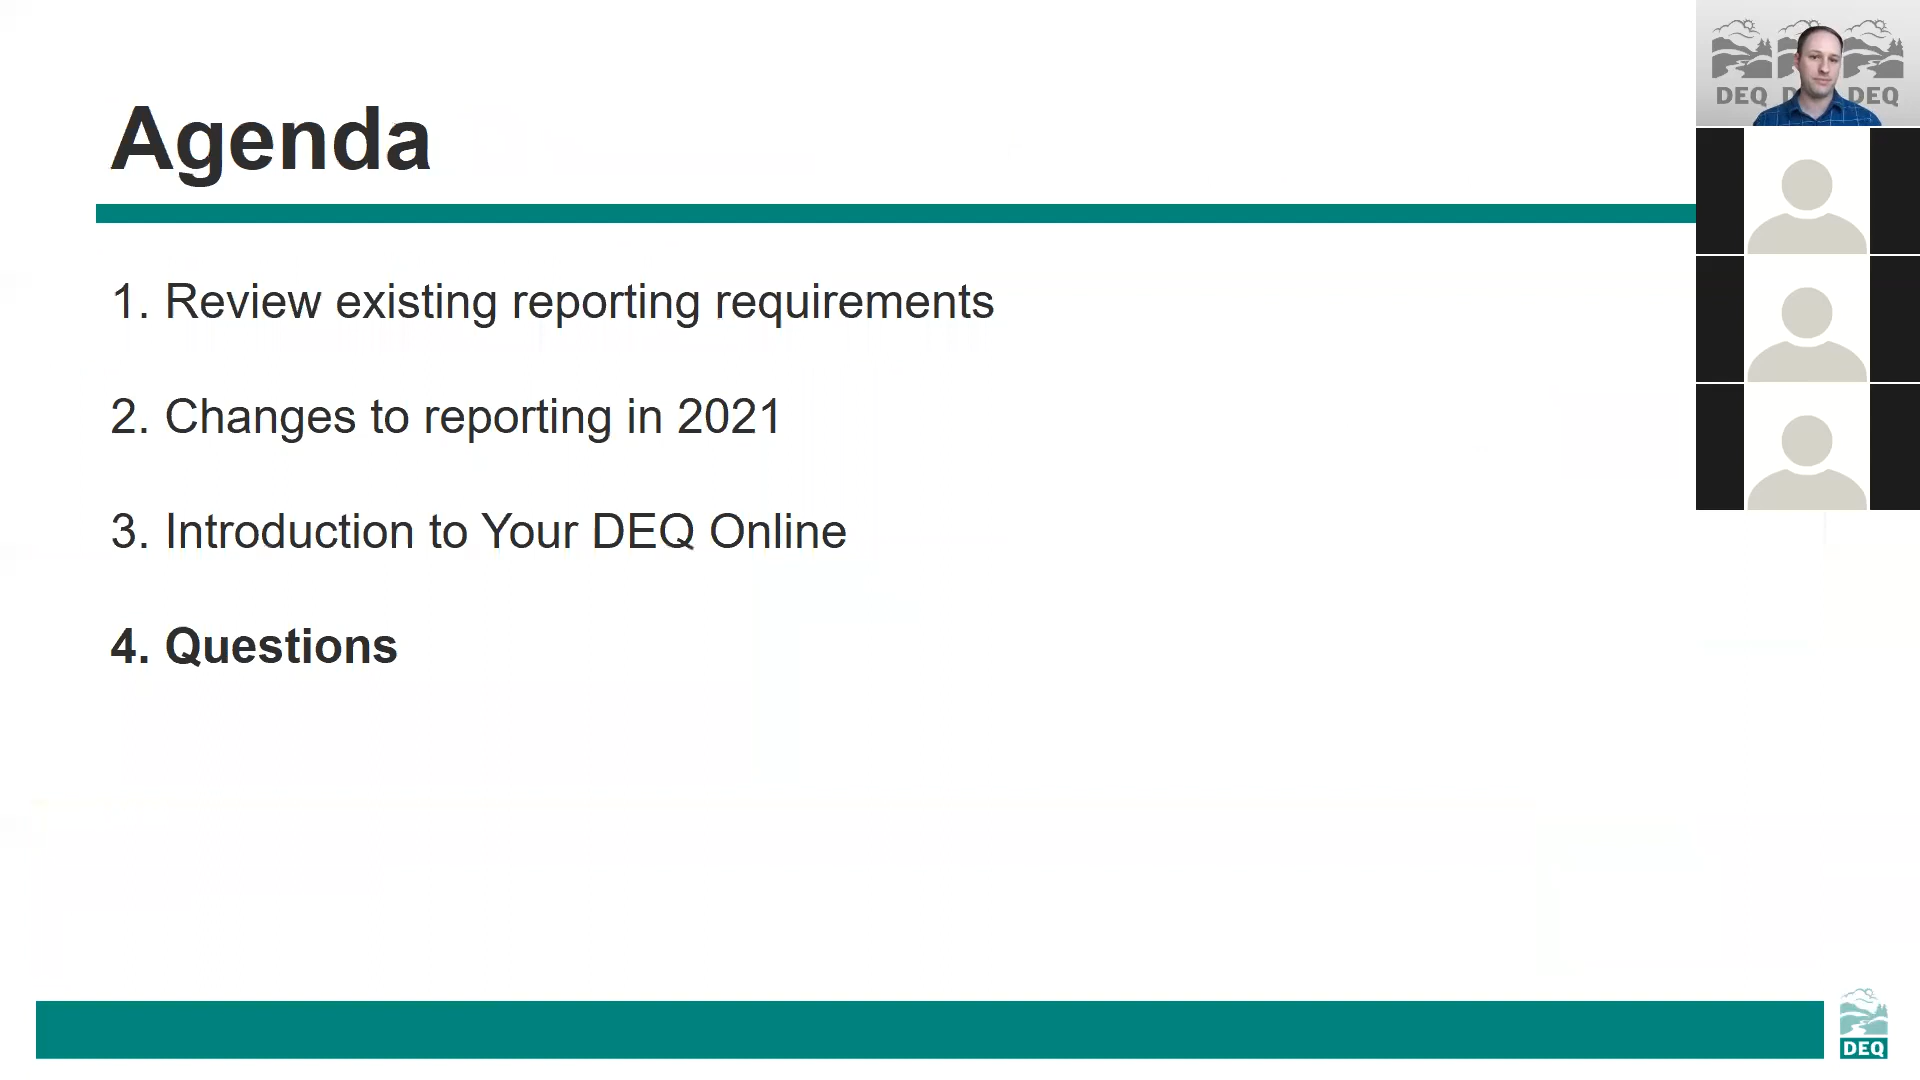 Agenda
1. Review existing reporting requirements
2. Changes to reporting in 2021
3. Introduction to Your DEQ Online
4. Questions
DEQ D DEQ
DEQ